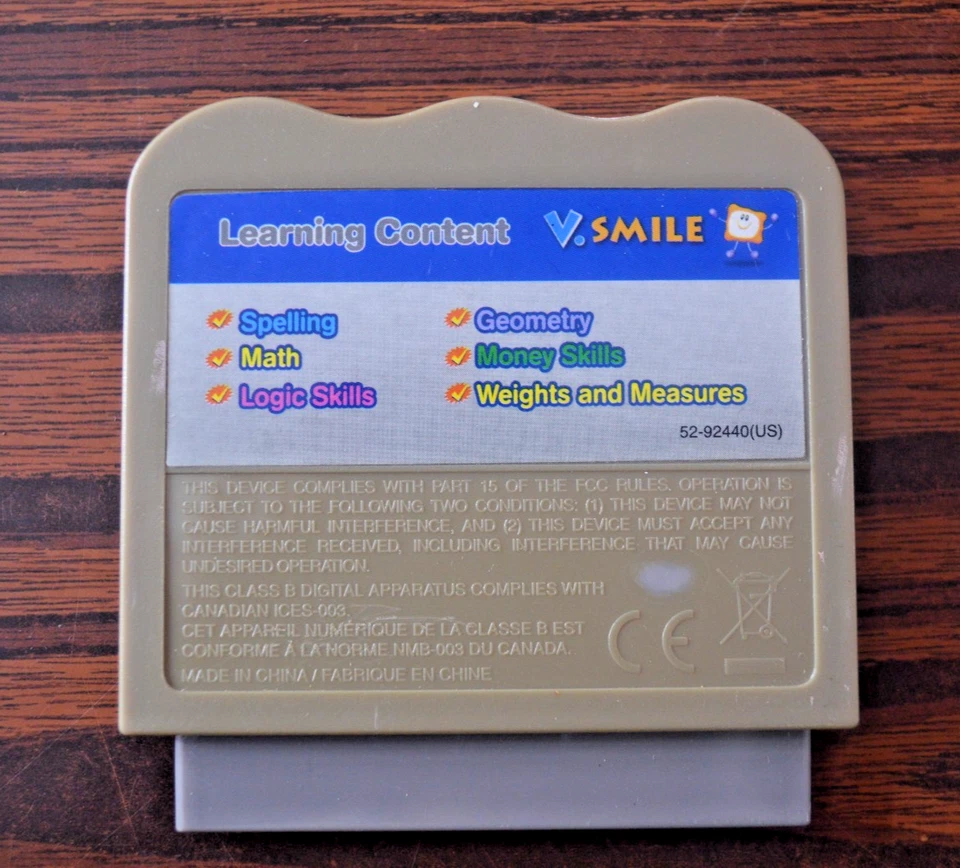 Learning Content V.SMILE
Spelling
Math
Logic Skills
Geometry
Money Skills
Weights and Measures
52-92440(US)
THIS DEVICE COMPLIES WITH PART 15 OF THE FCC RULES. OPERATION IS
SUBJECT TO THE FOLLOWING TWO CONDITIONS: (1) THIS DEVICE MAY NOT
CAUSE HARMFUL INTERFERENCE, AND (2) THIS DEVICE MUST ACCEPT ANY
INTERFERENCE RECEIVED, INCLUDING INTERFERENCE THAT MAY CAUSE
UNDESIRED OPERATION.
THIS CLASS B DIGITAL APPARATUS COMPLIES WITH
CANADIAN ICES-003.
CET APPAREIL NUMÉRIQUE DE LA CLASSE B EST
CONFORME À LA NORME NMB-003 DU CANADA.
MADE IN CHINA / FABRIQUE EN CHINE
CE